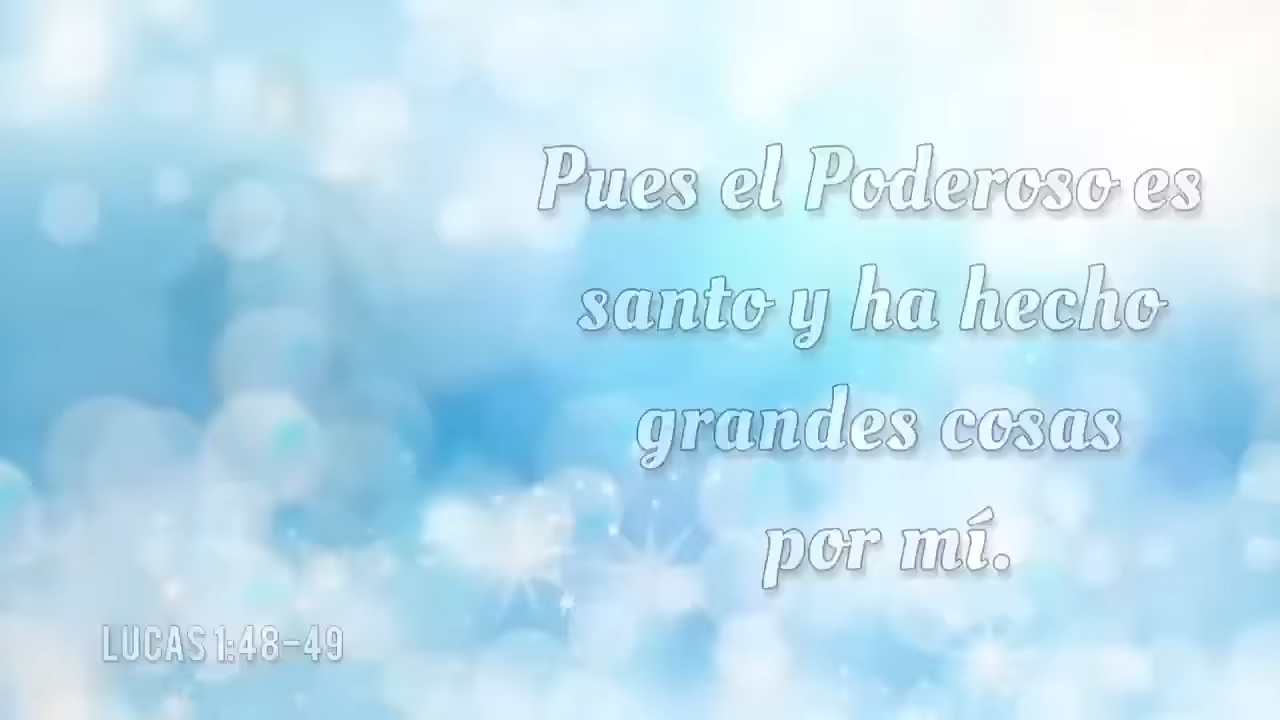 Pues el Poderoso es
santo y ha hecho
grandes cosas
por mí.
LUCAS 1:48-49